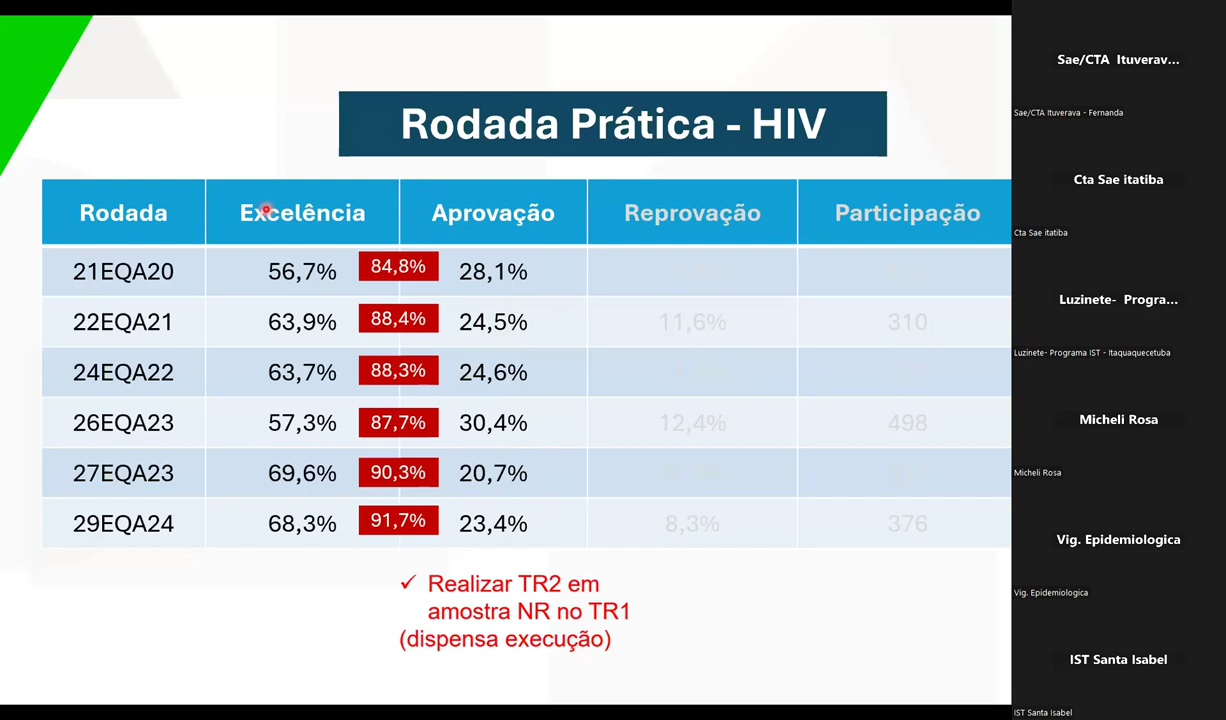 Rodada Prática - HIV
Rodada Excelência Aprovação Reprovação Participação
21EQA20 56,7% 84,8% 28,1%
22EQA21 63,9% 88,4% 24,5% 11,6% 310
24EQA22 63,7% 88,3% 24,6%
26EQA23 57,3% 87,7% 30,4% 12,4% 498
27EQA23 69,6% 90,3% 20,7%
29EQA24 68,3% 91,7% 23,4% 8,3% 376
✓ Realizar TR2 em
amostra NR no TR1
(dispensa execução)
Sae/CTA Ituverav...
Sae/CTA Ituverava - Fernanda
Cta Sae itatiba
Cta Sae itatiba
Luzinete- Progra...
Luzinete- Programa IST - Itaquaquecetuba
Micheli Rosa
Micheli Rosa
Vig. Epidemiologica
Vig. Epidemiologica
IST Santa Isabel
IST Santa Isabel